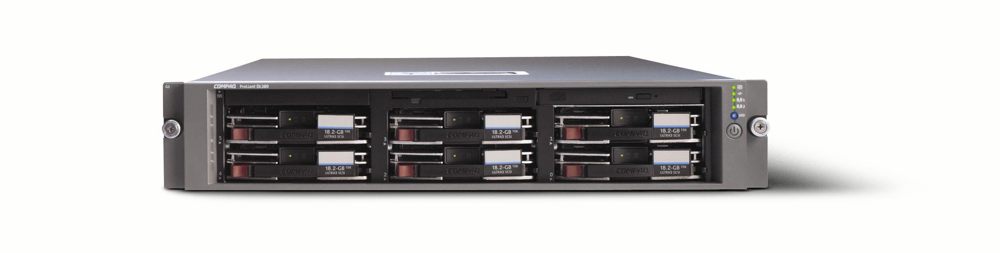 G2
COMPAQ ProLiant DL380
1
2
UID
5
COMPAQ
18.2-GB 15K
ULTRA3 SCSI
3
COMPAQ
18.2-GB 15K
ULTRA3 SCSI
1
COMPAQ
18.2-GB 15K
ULTRA3 SCSI
4
COMPAQ
18.2-GB 15K
ULTRA3 SCSI
2
COMPAQ
18.2-GB 15K
ULTRA3 SCSI
0
COMPAQ
18.2-GB 15K
ULTRA3 SCSI